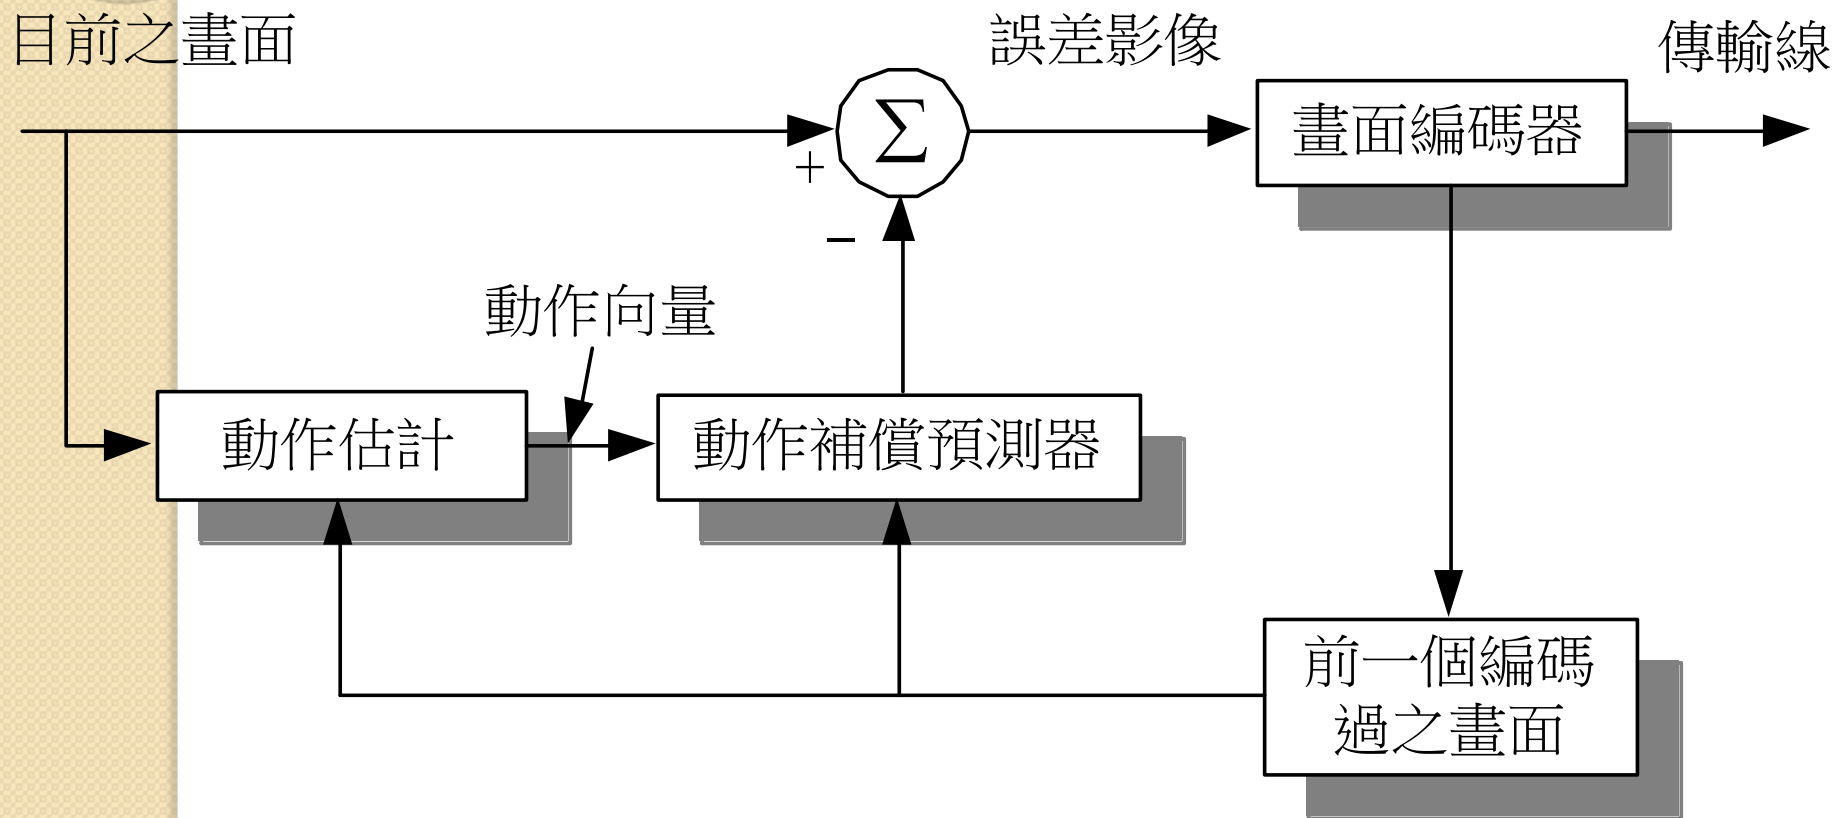 目前之畫面
誤差影像
傳輸線
Σ
畫面編碼器
+
−
動作向量
動作估計
動作補償預測器
前一個編碼
過之畫面